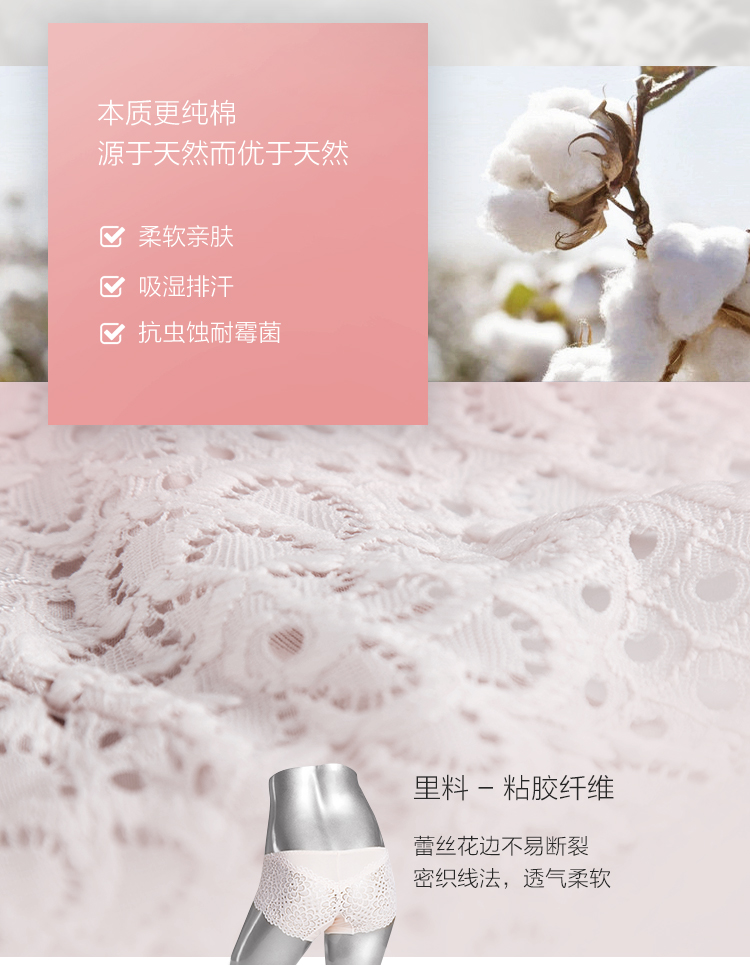 本质更纯棉
源于天然而优于天然
柔软亲肤
吸湿排汗
抗虫蚀耐霉菌
里料 – 粘胶纤维
蕾丝花边不易断裂
密织线法，透气柔软